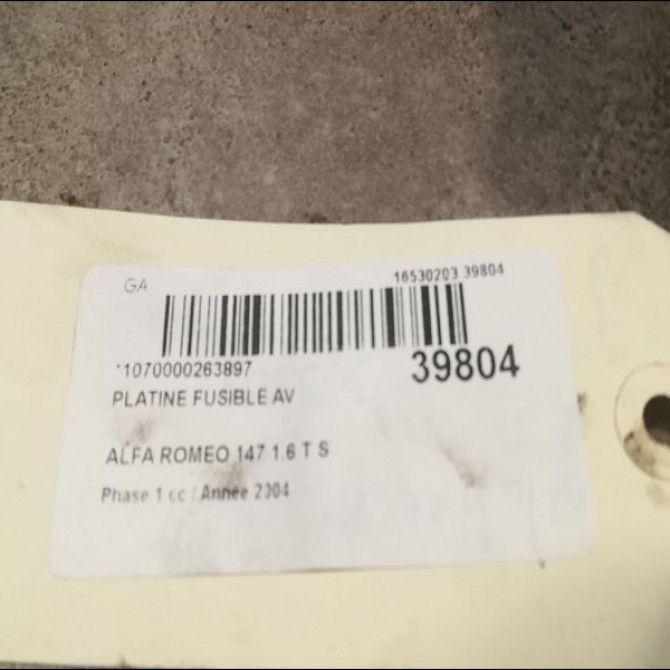 GA
16530203 39804
*1070000263897
39804
PLATINE FUSIBLE AV
ALFA ROMEO 147 1.6 T S
Phase 1 cc / Année 2004